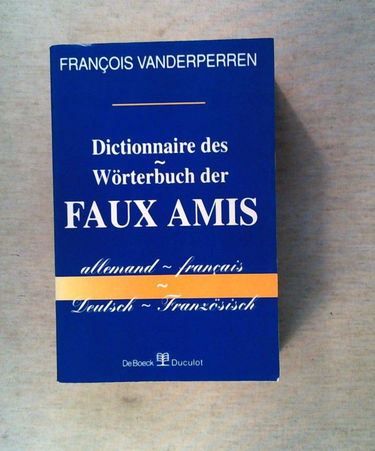 FRANÇOIS VANDERPERREN
Dictionnaire des
~
Wörterbuch der
FAUX AMIS
allemand ~ français
~
Deutsch ~ Französisch
De Boeck Duculot